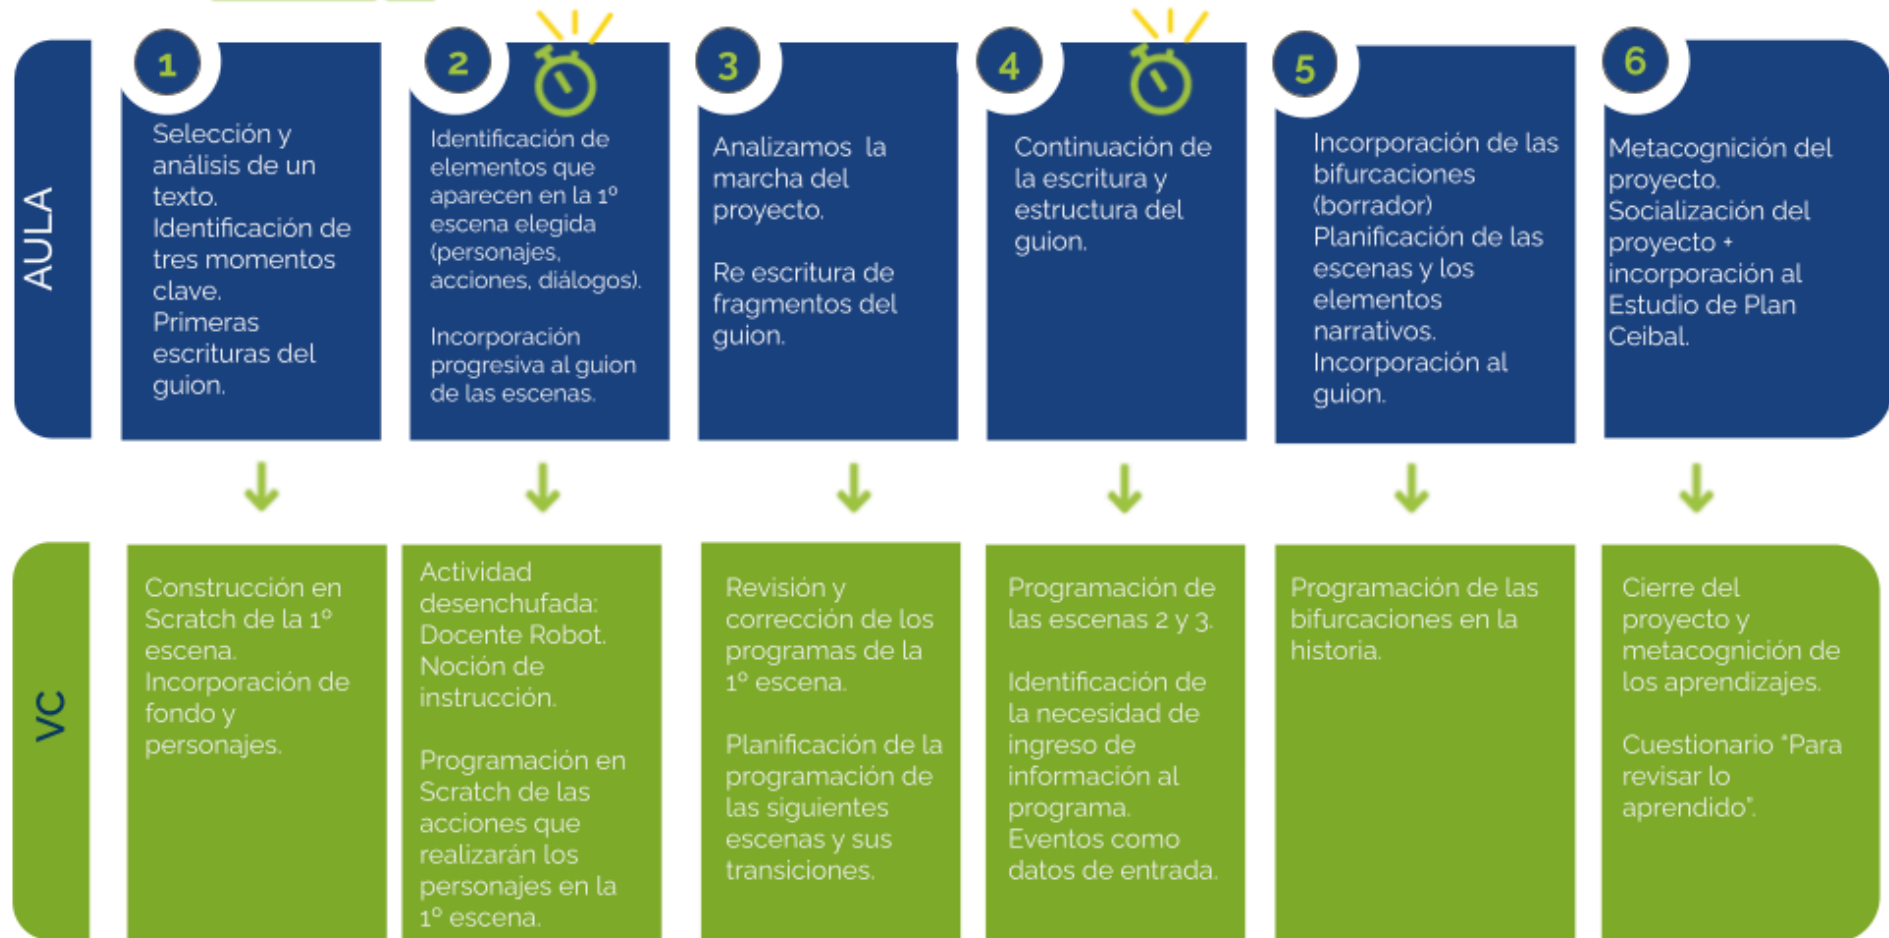 AULA
1
Selección y
análisis de un
texto.
Identificación de
tres momentos
clave.
Primeras
escrituras del
guion.
2
Identificación de
elementos que
aparecen en la 1º
escena elegida
(personajes,
acciones, diálogos).
Incorporación
progresiva al guion
de las escenas.
3
Analizamos la
marcha del
proyecto.
Re escritura de
fragmentos del
guion.
4
Continuación de
la escritura y
estructura del
guion.
5
Incorporación de las
bifurcaciones
(borrador)
Planificación de las
escenas y los
elementos
narrativos.
Incorporación al
guion.
6
Metacognición del
proyecto.
Socialización del
proyecto +
incorporación al
Estudio de Plan
Ceibal.
VC
Construcción en
Scratch de la 1º
escena.
Incorporación de
fondo y
personajes.
Actividad
desenchufada:
Docente Robot.
Noción de
instrucción.
Programación en
Scratch de las
acciones que
realizarán los
personajes en la
1º escena.
Revisión y
corrección de los
programas de la
1º escena.
Planificación de la
programación de
las siguientes
escenas y sus
transiciones.
Programación de
las escenas 2 y 3.
Identificación de
la necesidad de
ingreso de
información al
programa.
Eventos como
datos de entrada.
Programación de las
bifurcaciones en la
historia.
Cierre del
proyecto y
metacognición de
los aprendizajes.
Cuestionario "Para
revisar lo
aprendido".